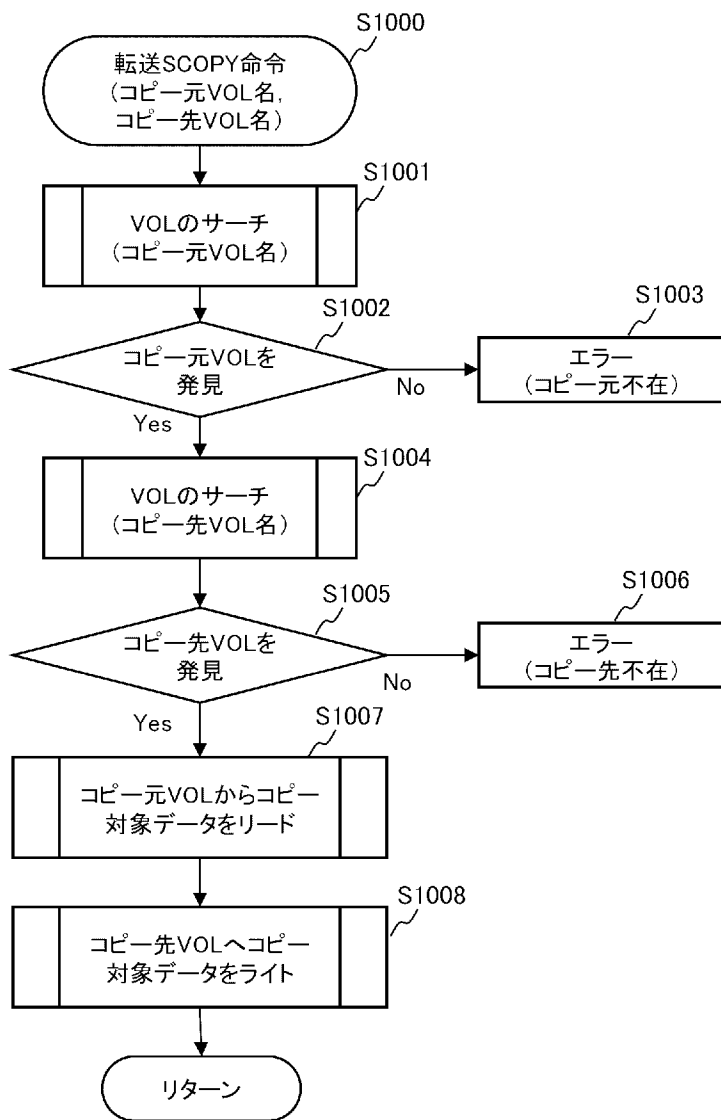 S1000
転送SCOPY命令
(コピー元VOL名,
コピー先VOL名)
S1001
VOLのサーチ
(コピー元VOL名)
S1002
コピー元VOLを
発見
No
Yes
S1003
エラー
(コピー元不在)
S1004
VOLのサーチ
(コピー先VOL名)
S1005
コピー先VOLを
発見
No
Yes
S1006
エラー
(コピー先不在)
S1007
コピー元VOLからコピー
対象データをリード
S1008
コピー先VOLへコピー
対象データをライト
リターン